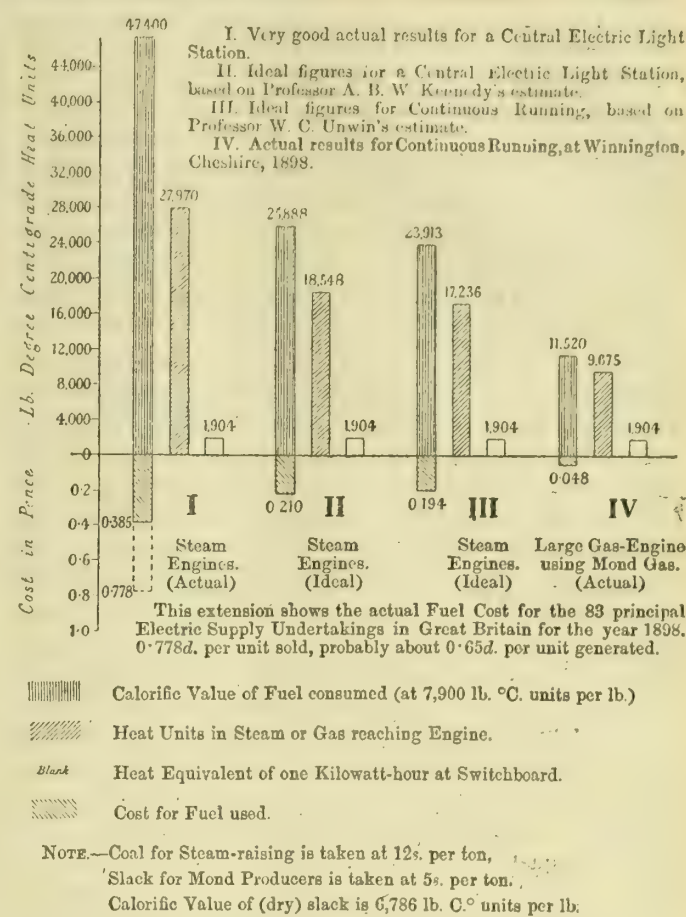 47400
I. Very good actual results for a Central Electric Light
Station.
II. Ideal figures for a Central Electric Light Station,
based on Professor A. B. W Kennedy's estimate.
III. Ideal figures for Continuous Running, based on
Professor W. C. Unwin's estimate.
IV. Actual results for Continuous Running, at Winnington,
Cheshire, 1898.
Lb. Degree Centigrade Heat Units
44,000
40,000
36,000
32,000
28,000
24,000
20,000
16,000
12,000
8,000
4,000
0
27,970
25,888
18,548
23,913
17,236
11,520
9,675
1,904
1,904
1,904
1,904
Cost in Pence
0·2
0·4
0·6
0·8
1·0
0·385
0·778
0·210
0·194
0·048
I
II
III
IV
Steam
Engines.
(Actual)
Steam
Engines.
(Ideal)
Steam
Engines.
(Ideal)
Large Gas-Engine
using Mond Gas.
(Actual)
This extension shows the actual Fuel Cost for the 83 principal
Electric Supply Undertakings in Great Britain for the year 1898.
0·778d. per unit sold, probably about 0·65d. per unit generated.
Calorific Value of Fuel consumed (at 7,900 lb. °C. units per lb.)
Heat Units in Steam or Gas reaching Engine.
Blank Heat Equivalent of one Kilowatt-hour at Switchboard.
Cost for Fuel used.
NOTE.—Coal for Steam-raising is taken at 12s. per ton,
Slack for Mond Producers is taken at 5s. per ton.
Calorific Value of (dry) slack is 6,786 lb. C.° units per lb.